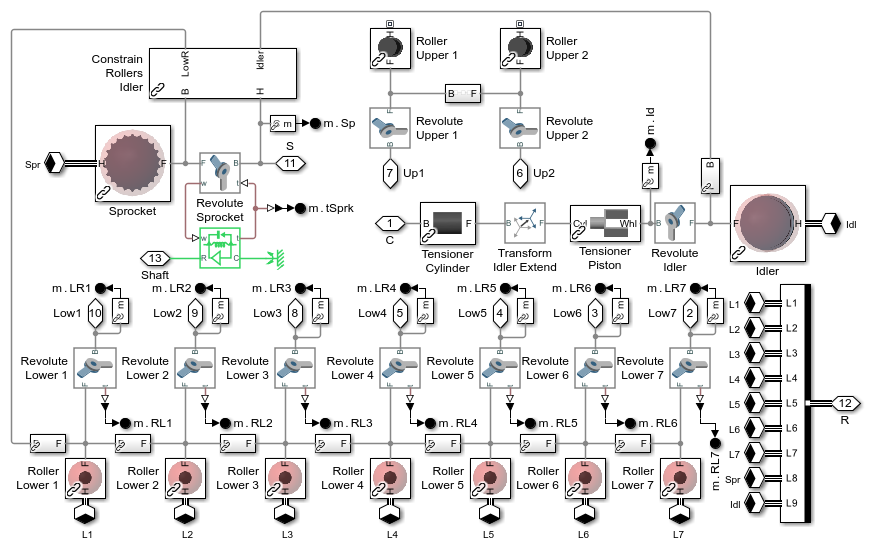 Constrain
Rollers
Idler
LowR
Idler
B
H
m
m.Sp
S
11
Spr
H
F
Sprocket
F
B
w
t
Revolute
Sprocket
m.tSprk
w
t
R
C
13
Shaft
H
F
Roller
Upper 1
H
F
Roller
Upper 2
B
F
F
B
Revolute
Upper 1
F
B
Revolute
Upper 2
7
Up1
6
Up2
m.Id
m
B
1
C
B
F
Tensioner
Cylinder
Transform
Idler Extend
Cyl
Whl
Tensioner
Piston
B
F
Revolute
Idler
F
H
Idler
Idl
m.LR1
m.LR2
m.LR3
m.LR4
m.LR5
m.LR6
m.LR7
Low1
10
m
Low2
9
m
Low3
8
m
Low4
5
m
Low5
4
m
Low6
3
m
Low7
2
m
Revolute
Lower 1
B
F
t
Revolute
Lower 2
B
F
t
Revolute
Lower 3
B
F
t
Revolute
Lower 4
B
F
t
Revolute
Lower 5
B
F
t
Revolute
Lower 6
B
F
t
Revolute
Lower 7
B
F
t
m.RL1
m.RL2
m.RL3
m.RL4
m.RL5
m.RL6
m.RL7
B
F
B
F
B
F
B
F
B
F
B
F
B
F
Roller
Lower 1
F
H
Roller
Lower 2
F
H
Roller
Lower 3
F
H
Roller
Lower 4
F
H
Roller
Lower 5
F
H
Roller
Lower 6
F
H
Roller
Lower 7
F
H
L1
L2
L3
L4
L5
L6
L7
L1
L1
L2
L2
L3
L3
L4
L4
L5
L5
L6
L6
L7
L7
Spr
L8
Idl
L9
12
R